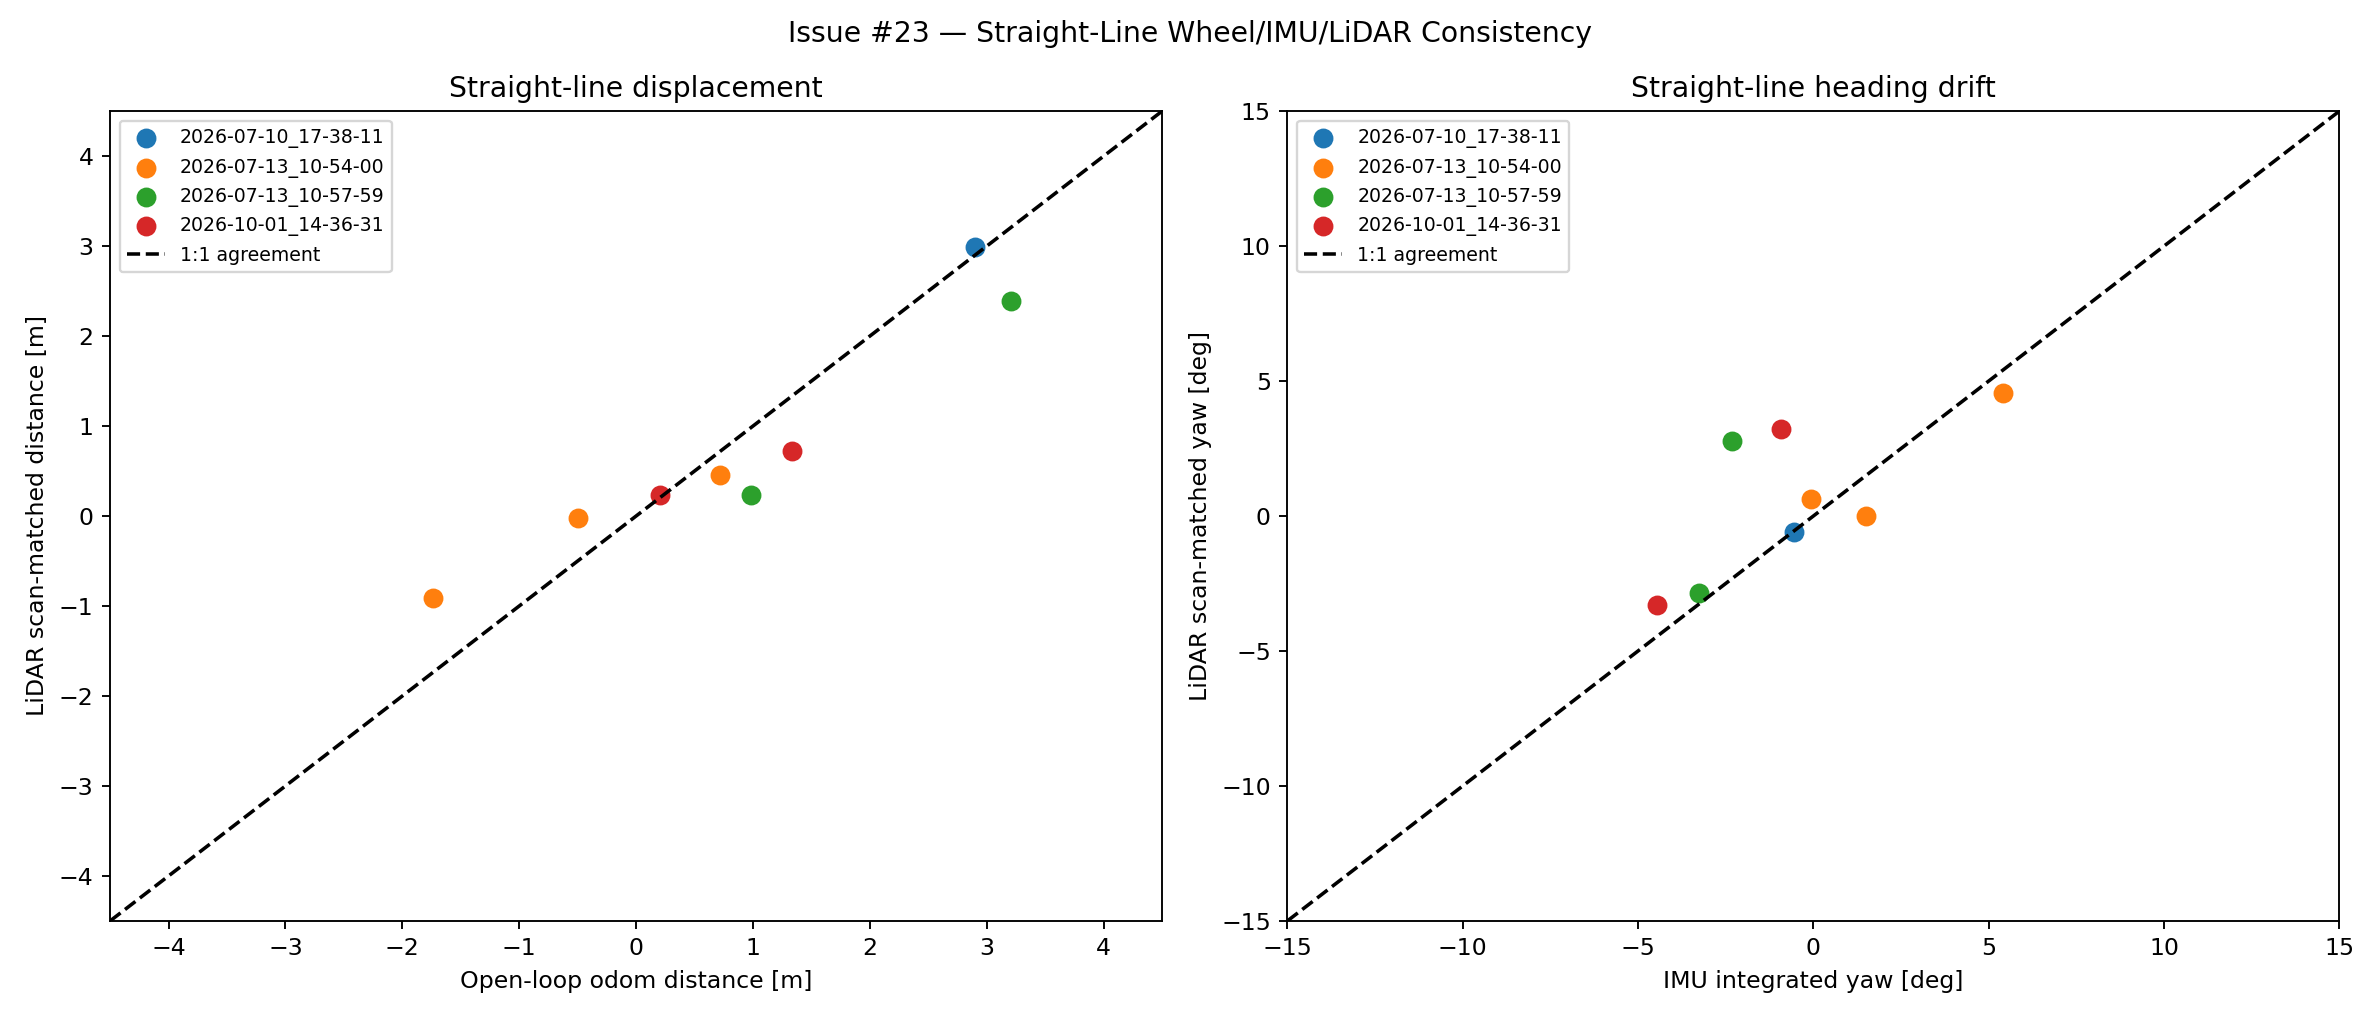 Issue #23 — Straight-Line Wheel/IMU/LiDAR Consistency
Straight-line displacement
2026-07-10_17-38-11
2026-07-13_10-54-00
2026-07-13_10-57-59
2026-10-01_14-36-31
1:1 agreement
4
3
2
1
0
−1
−2
−3
−4
LiDAR scan-matched distance [m]
−4 −3 −2 −1 0 1 2 3 4
Open-loop odom distance [m]
Straight-line heading drift
2026-07-10_17-38-11
2026-07-13_10-54-00
2026-07-13_10-57-59
2026-10-01_14-36-31
1:1 agreement
15
10
5
0
−5
−10
−15
LiDAR scan-matched yaw [deg]
−15 −10 −5 0 5 10 15
IMU integrated yaw [deg]